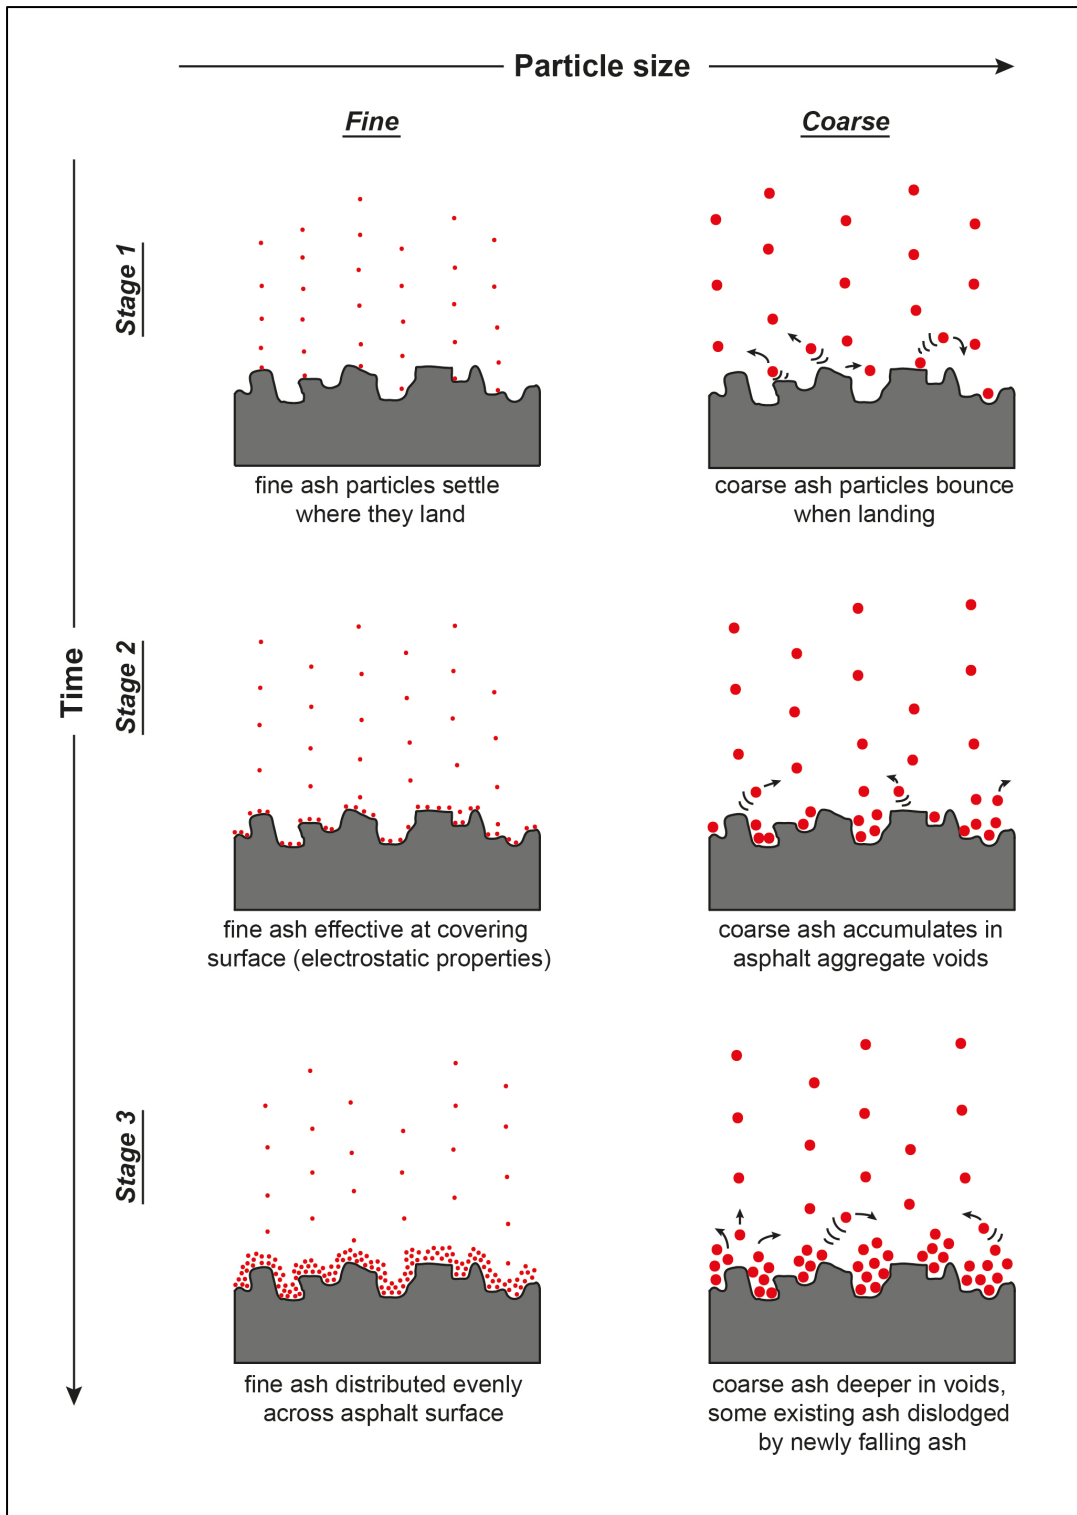 Particle size
Fine
Coarse
Time
Stage 1
fine ash particles settle
where they land
coarse ash particles bounce
when landing
Stage 2
fine ash effective at covering
surface (electrostatic properties)
coarse ash accumulates in
asphalt aggregate voids
Stage 3
fine ash distributed evenly
across asphalt surface
coarse ash deeper in voids,
some existing ash dislodged
by newly falling ash